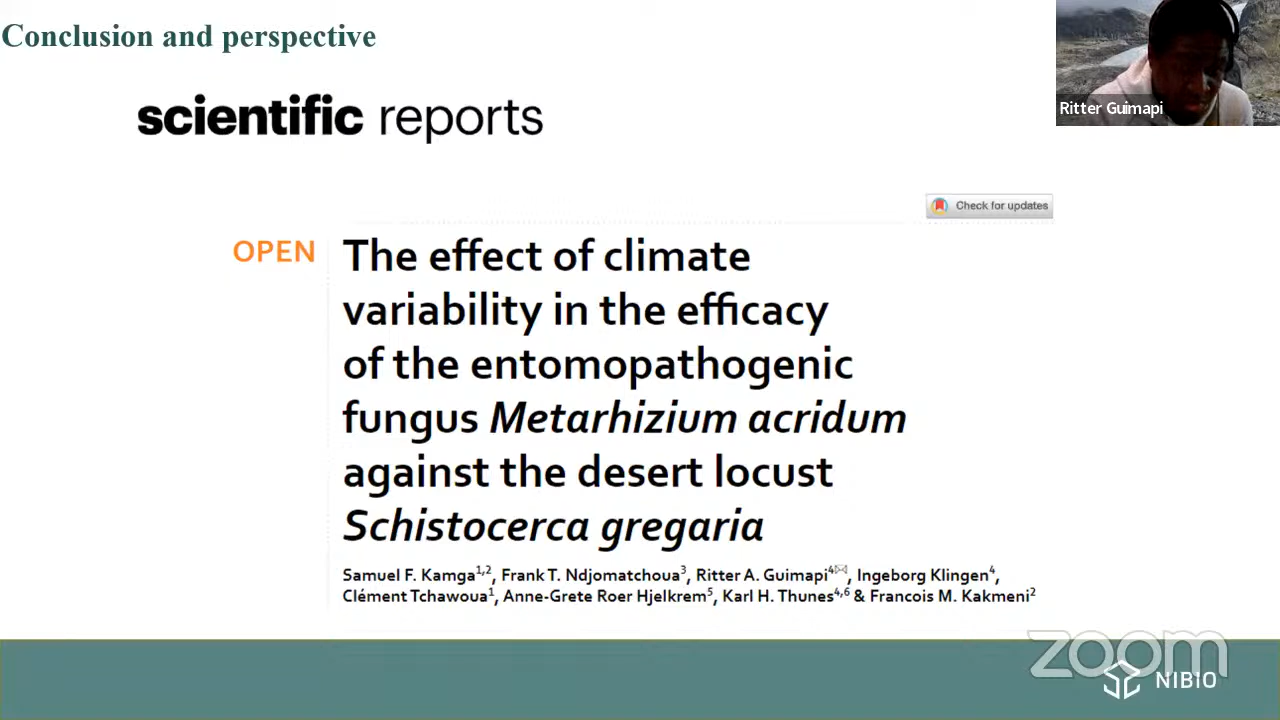 Conclusion and perspective
Ritter Guimapi
scientific reports
Check for updates
OPEN
The effect of climate
variability in the efficacy
of the entomopathogenic
fungus Metarhizium acridum
against the desert locust
Schistocerca gregaria
Samuel F. Kamga1,2, Frank T. Ndjomatchoua3, Ritter A. Guimapi4✉, Ingeborg Klingen4,
Clément Tchawoua1, Anne-Grete Roer Hjelkrem5, Karl H. Thunes4,6 & Francois M. Kakmeni2
zoom
NIBIO